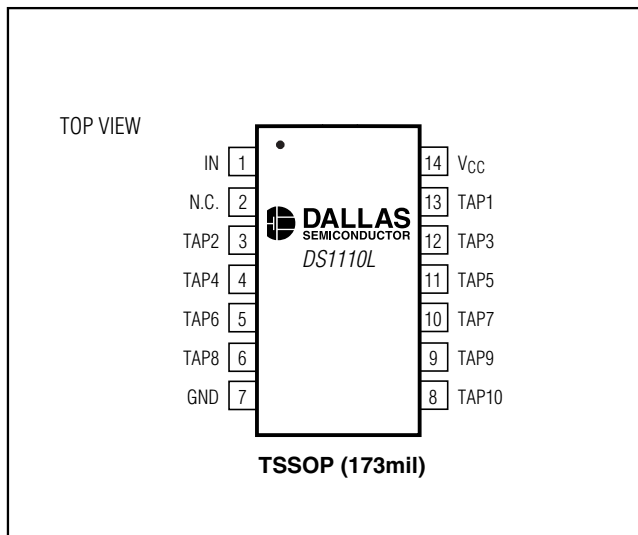 TOP VIEW
IN 1
N.C. 2
TAP2 3
TAP4 4
TAP6 5
TAP8 6
GND 7
DALLAS
SEMICONDUCTOR
DS1110L
14 VCC
13 TAP1
12 TAP3
11 TAP5
10 TAP7
9 TAP9
8 TAP10
TSSOP (173mil)